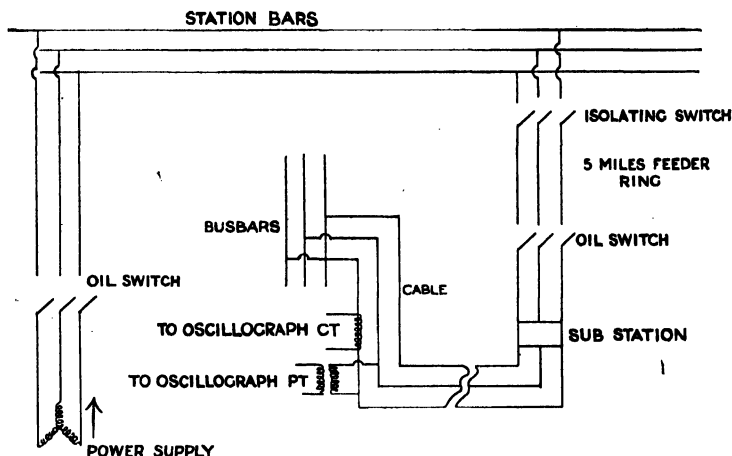 STATION BARS
ISOLATING SWITCH
5 MILES FEEDER
RING
BUSBARS
OIL SWITCH
OIL SWITCH
CABLE
TO OSCILLOGRAPH CT
SUB STATION
TO OSCILLOGRAPH PT
POWER SUPPLY